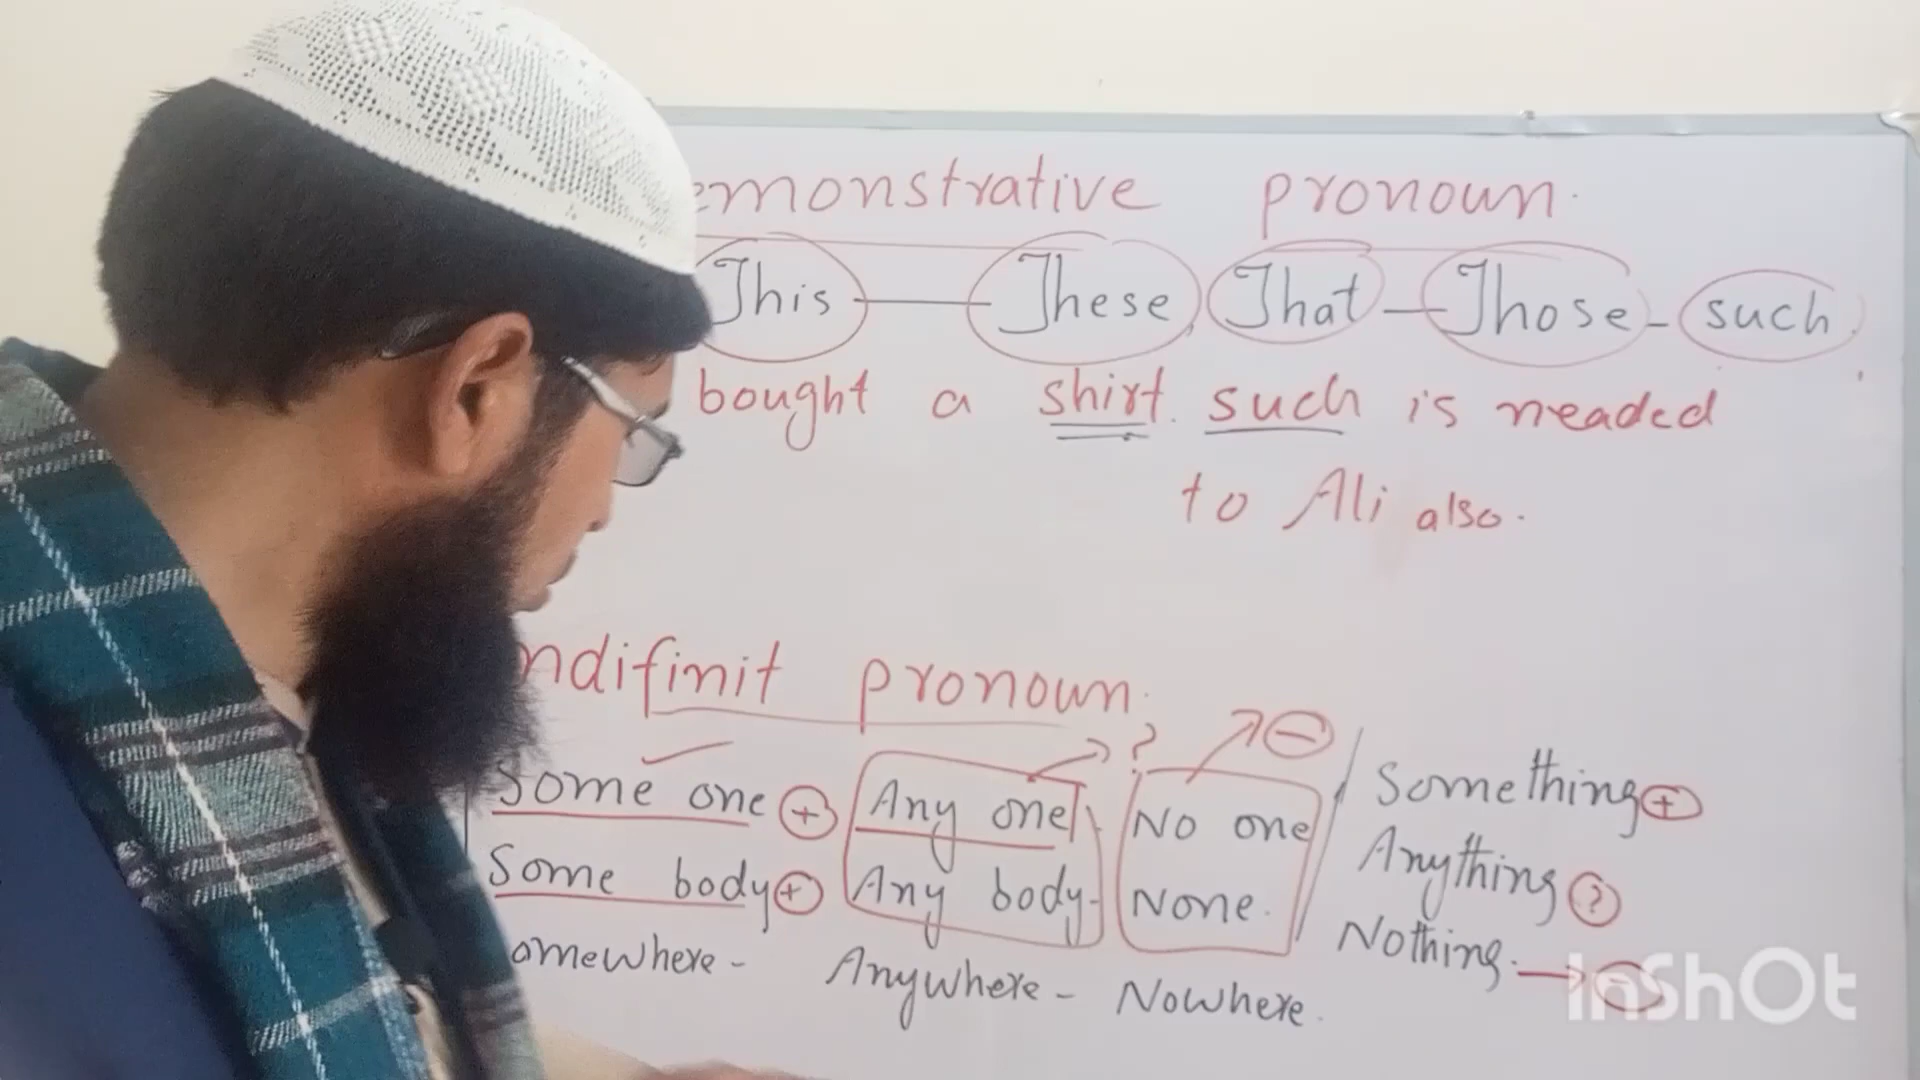 emonstrative pronoun.
This — These That — Those - such
bought a shirt. such is neaded
to Ali also.
ndifinit pronoun.
Some one + Any one ? No one - / Something +
Some body + Any body - None. Anything ?
omewhere - Anywhere - Nowhere. Nothing. → -
InShOt